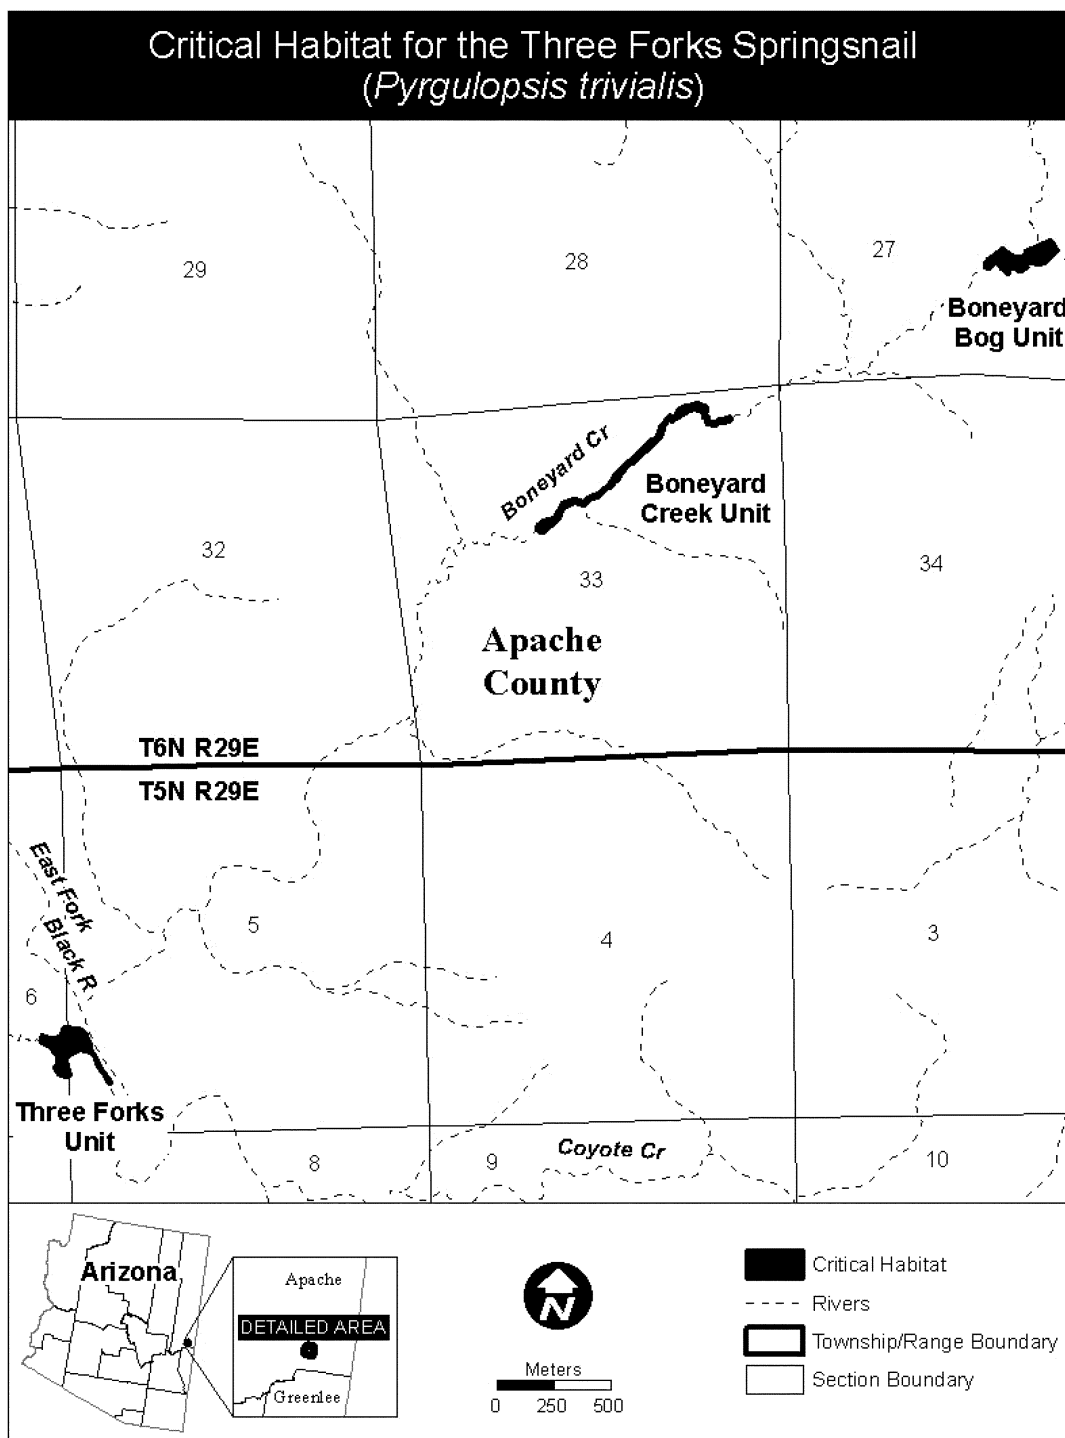 Critical Habitat for the Three Forks Springsnail
(Pyrgulopsis trivialis)
29
28
27
Boneyard
Bog Unit
Boneyard Cr
Boneyard
Creek Unit
32
33
34
Apache
County
T6N R29E
T5N R29E
East Fork
Black R
5
4
3
6
Three Forks
Unit
8
9
Coyote Cr
10
Arizona
Apache
DETAILED AREA
Greenlee
N
Meters
0 250 500
Critical Habitat
Rivers
Township/Range Boundary
Section Boundary